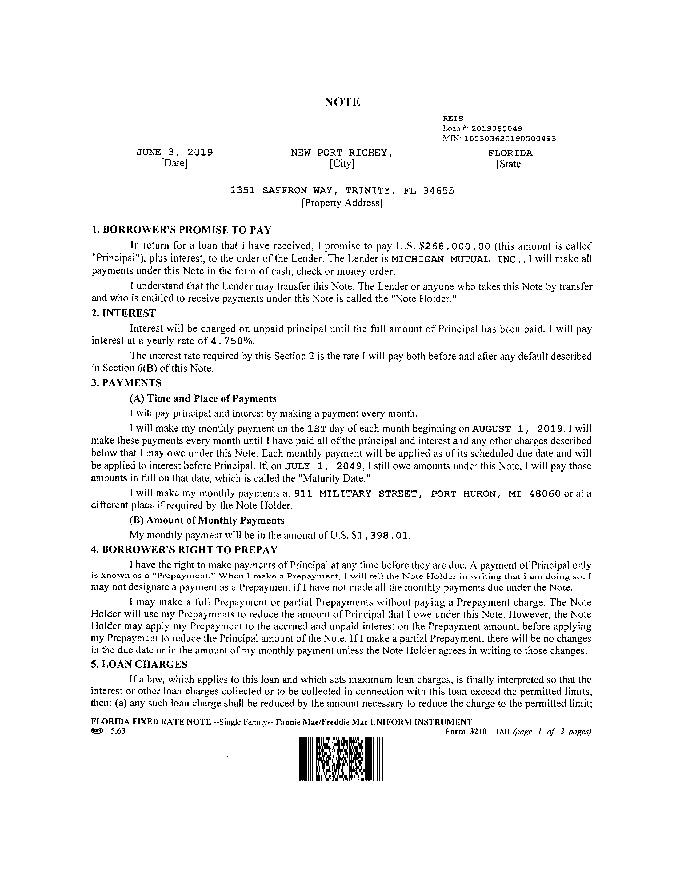 NOTE
REIS
Loan #: 2019095049
MIN:
JUNE 3, 2019 NEW PORT RICHEY, FLORIDA
[Date] [City] [State
1351 SAFFRON WAY, TRINITY, FL 34655
[Property Address]
1. BORROWER'S PROMISE TO PAY
In return for a loan that i have received, I promise to pay U.S. $268,000.00 (this amount is called
"Principal"), plus interest, to the order of the Lender. The Lender is MICHIGAN MUTUAL INC.. I will make all
payments under this Note in the form of cash, check or money order.
I understand that the Lender may transfer this Note. The Lender or anyone who takes this Note by transfer
and who is entitled to receive payments under this Note is called the "Note Holder."
2. INTEREST
Interest will be charged on unpaid principal until the full amount of Principal has been paid. I will pay
interest at a yearly rate of 4.750%.
The interest rate required by this Section 2 is the rate I will pay both before and after any default described
in Section 6(B) of this Note.
3. PAYMENTS
(A) Time and Place of Payments
I will pay principal and interest by making a payment every month.
I will make my monthly payment on the 1ST day of each month beginning on AUGUST 1, 2019. I will
make these payments every month until I have paid all of the principal and interest and any other charges described
below that I may owe under this Note. Each monthly payment will be applied as of its scheduled due date and will
be applied to interest before Principal. If, on JULY 1, 2049, I still owe amounts under this Note, I will pay those
amounts in full on that date, which is called the "Maturity Date."
I will make my monthly payments at 911 MILITARY STREET, PORT HURON, MI 48060 or at a
different place if required by the Note Holder.
(B) Amount of Monthly Payments
My monthly payment will be in the amount of U.S. $1,398.01.
4. BORROWER'S RIGHT TO PREPAY
I have the right to make payments of Principal at any time before they are due. A payment of Principal only
is known as a "Prepayment." When I make a Prepayment, I will tell the Note Holder in writing that I am doing so. I
may not designate a payment as a Prepayment if I have not made all the monthly payments due under the Note.
I may make a full Prepayment or partial Prepayments without paying a Prepayment charge. The Note
Holder will use my Prepayments to reduce the amount of Principal that I owe under this Note. However, the Note
Holder may apply my Prepayment to the accrued and unpaid interest on the Prepayment amount, before applying
my Prepayment to reduce the Principal amount of the Note. If I make a partial Prepayment, there will be no changes
in the due date or in the amount of my monthly payment unless the Note Holder agrees in writing to those changes.
5. LOAN CHARGES
If a law, which applies to this loan and which sets maximum loan charges, is finally interpreted so that the
interest or other loan charges collected or to be collected in connection with this loan exceed the permitted limits,
then: (a) any such loan charge shall be reduced by the amount necessary to reduce the charge to the permitted limit;
FLORIDA FIXED RATE NOTE --Single Family-- Fannie Mae/Freddie Mac UNIFORM INSTRUMENT
5.63 Form 3210 1/01 (page 1 of 3 pages)